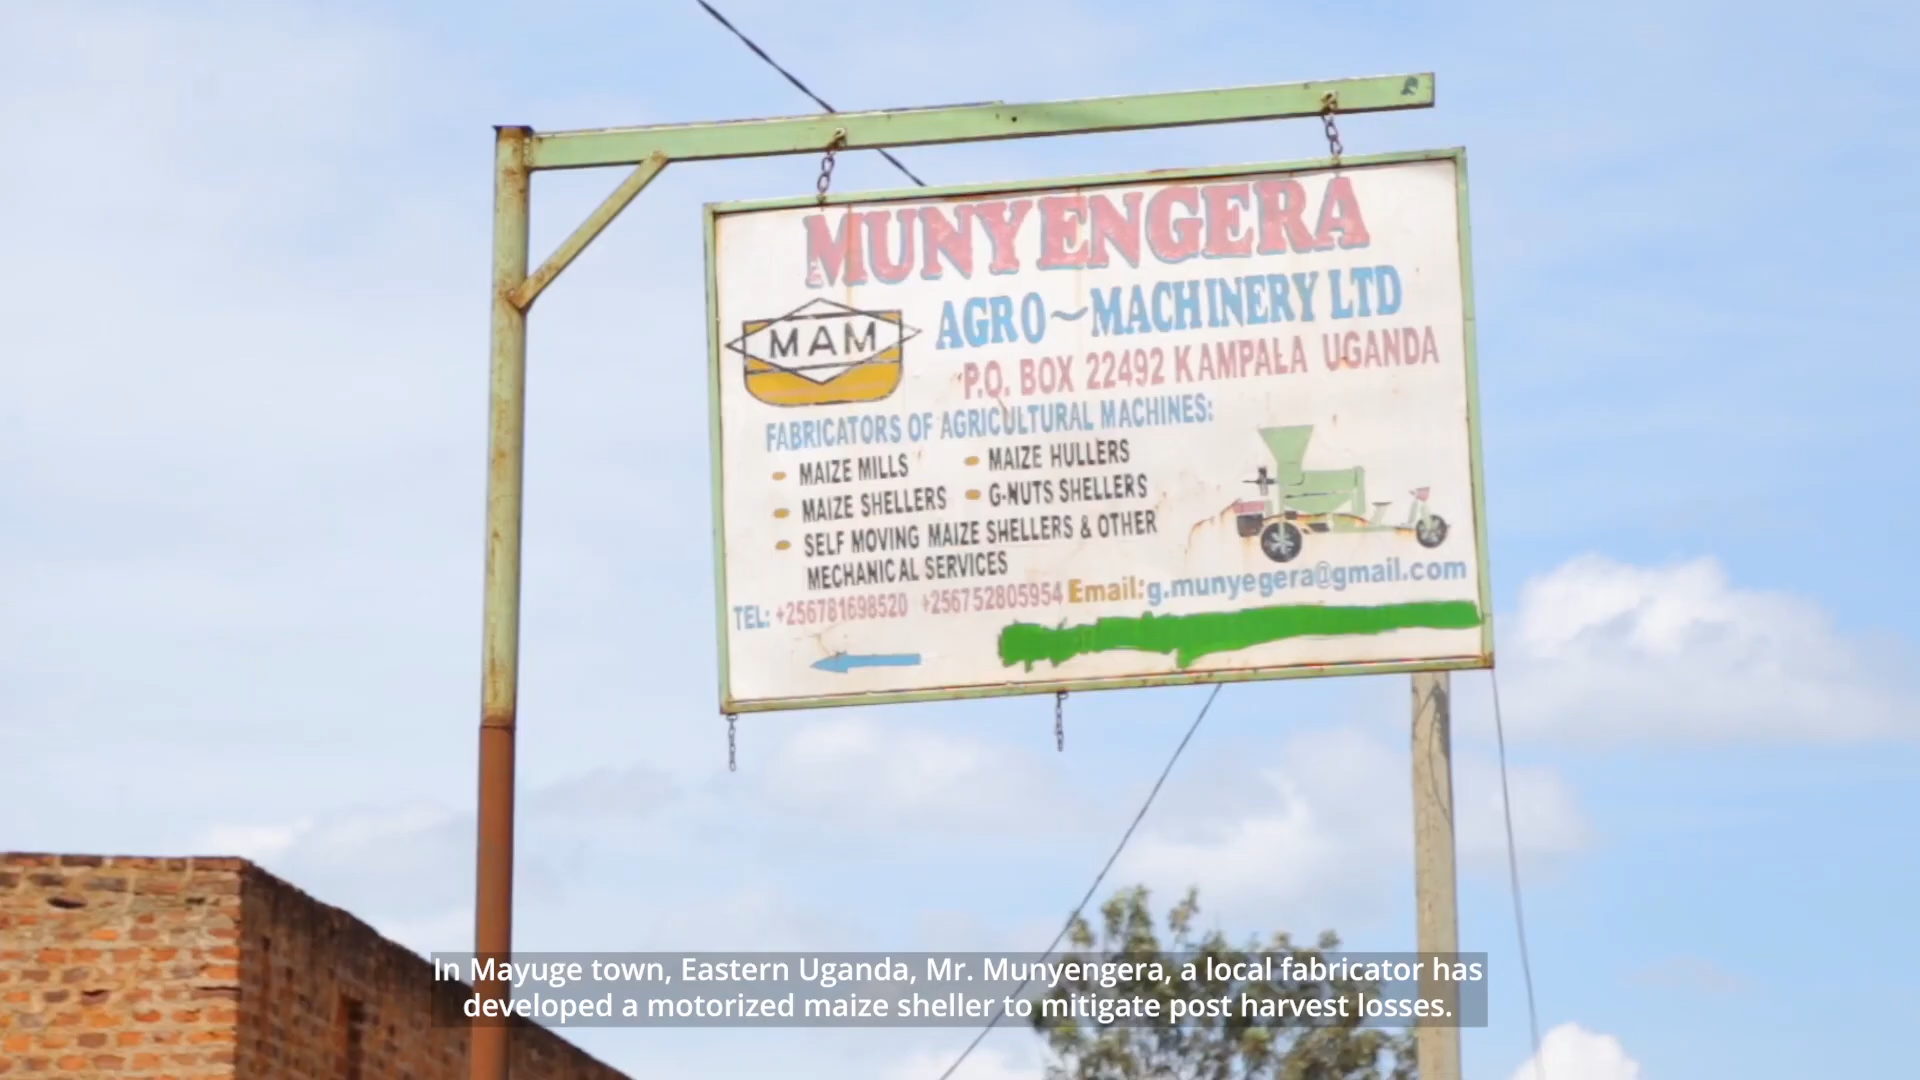 MUNYENGERA
AGRO~MACHINERY LTD
MAM
P.O. BOX 22492 KAMPALA UGANDA
FABRICATORS OF AGRICULTURAL MACHINES:
MAIZE MILLS
MAIZE HULLERS
MAIZE SHELLERS
G-NUTS SHELLERS
SELF MOVING MAIZE SHELLERS & OTHER
MECHANICAL SERVICES
TEL: +256781698520 +256752805954 Email:g.munyegera@gmail.com
In Mayuge town, Eastern Uganda, Mr. Munyengera, a local fabricator has
developed a motorized maize sheller to mitigate post harvest losses.